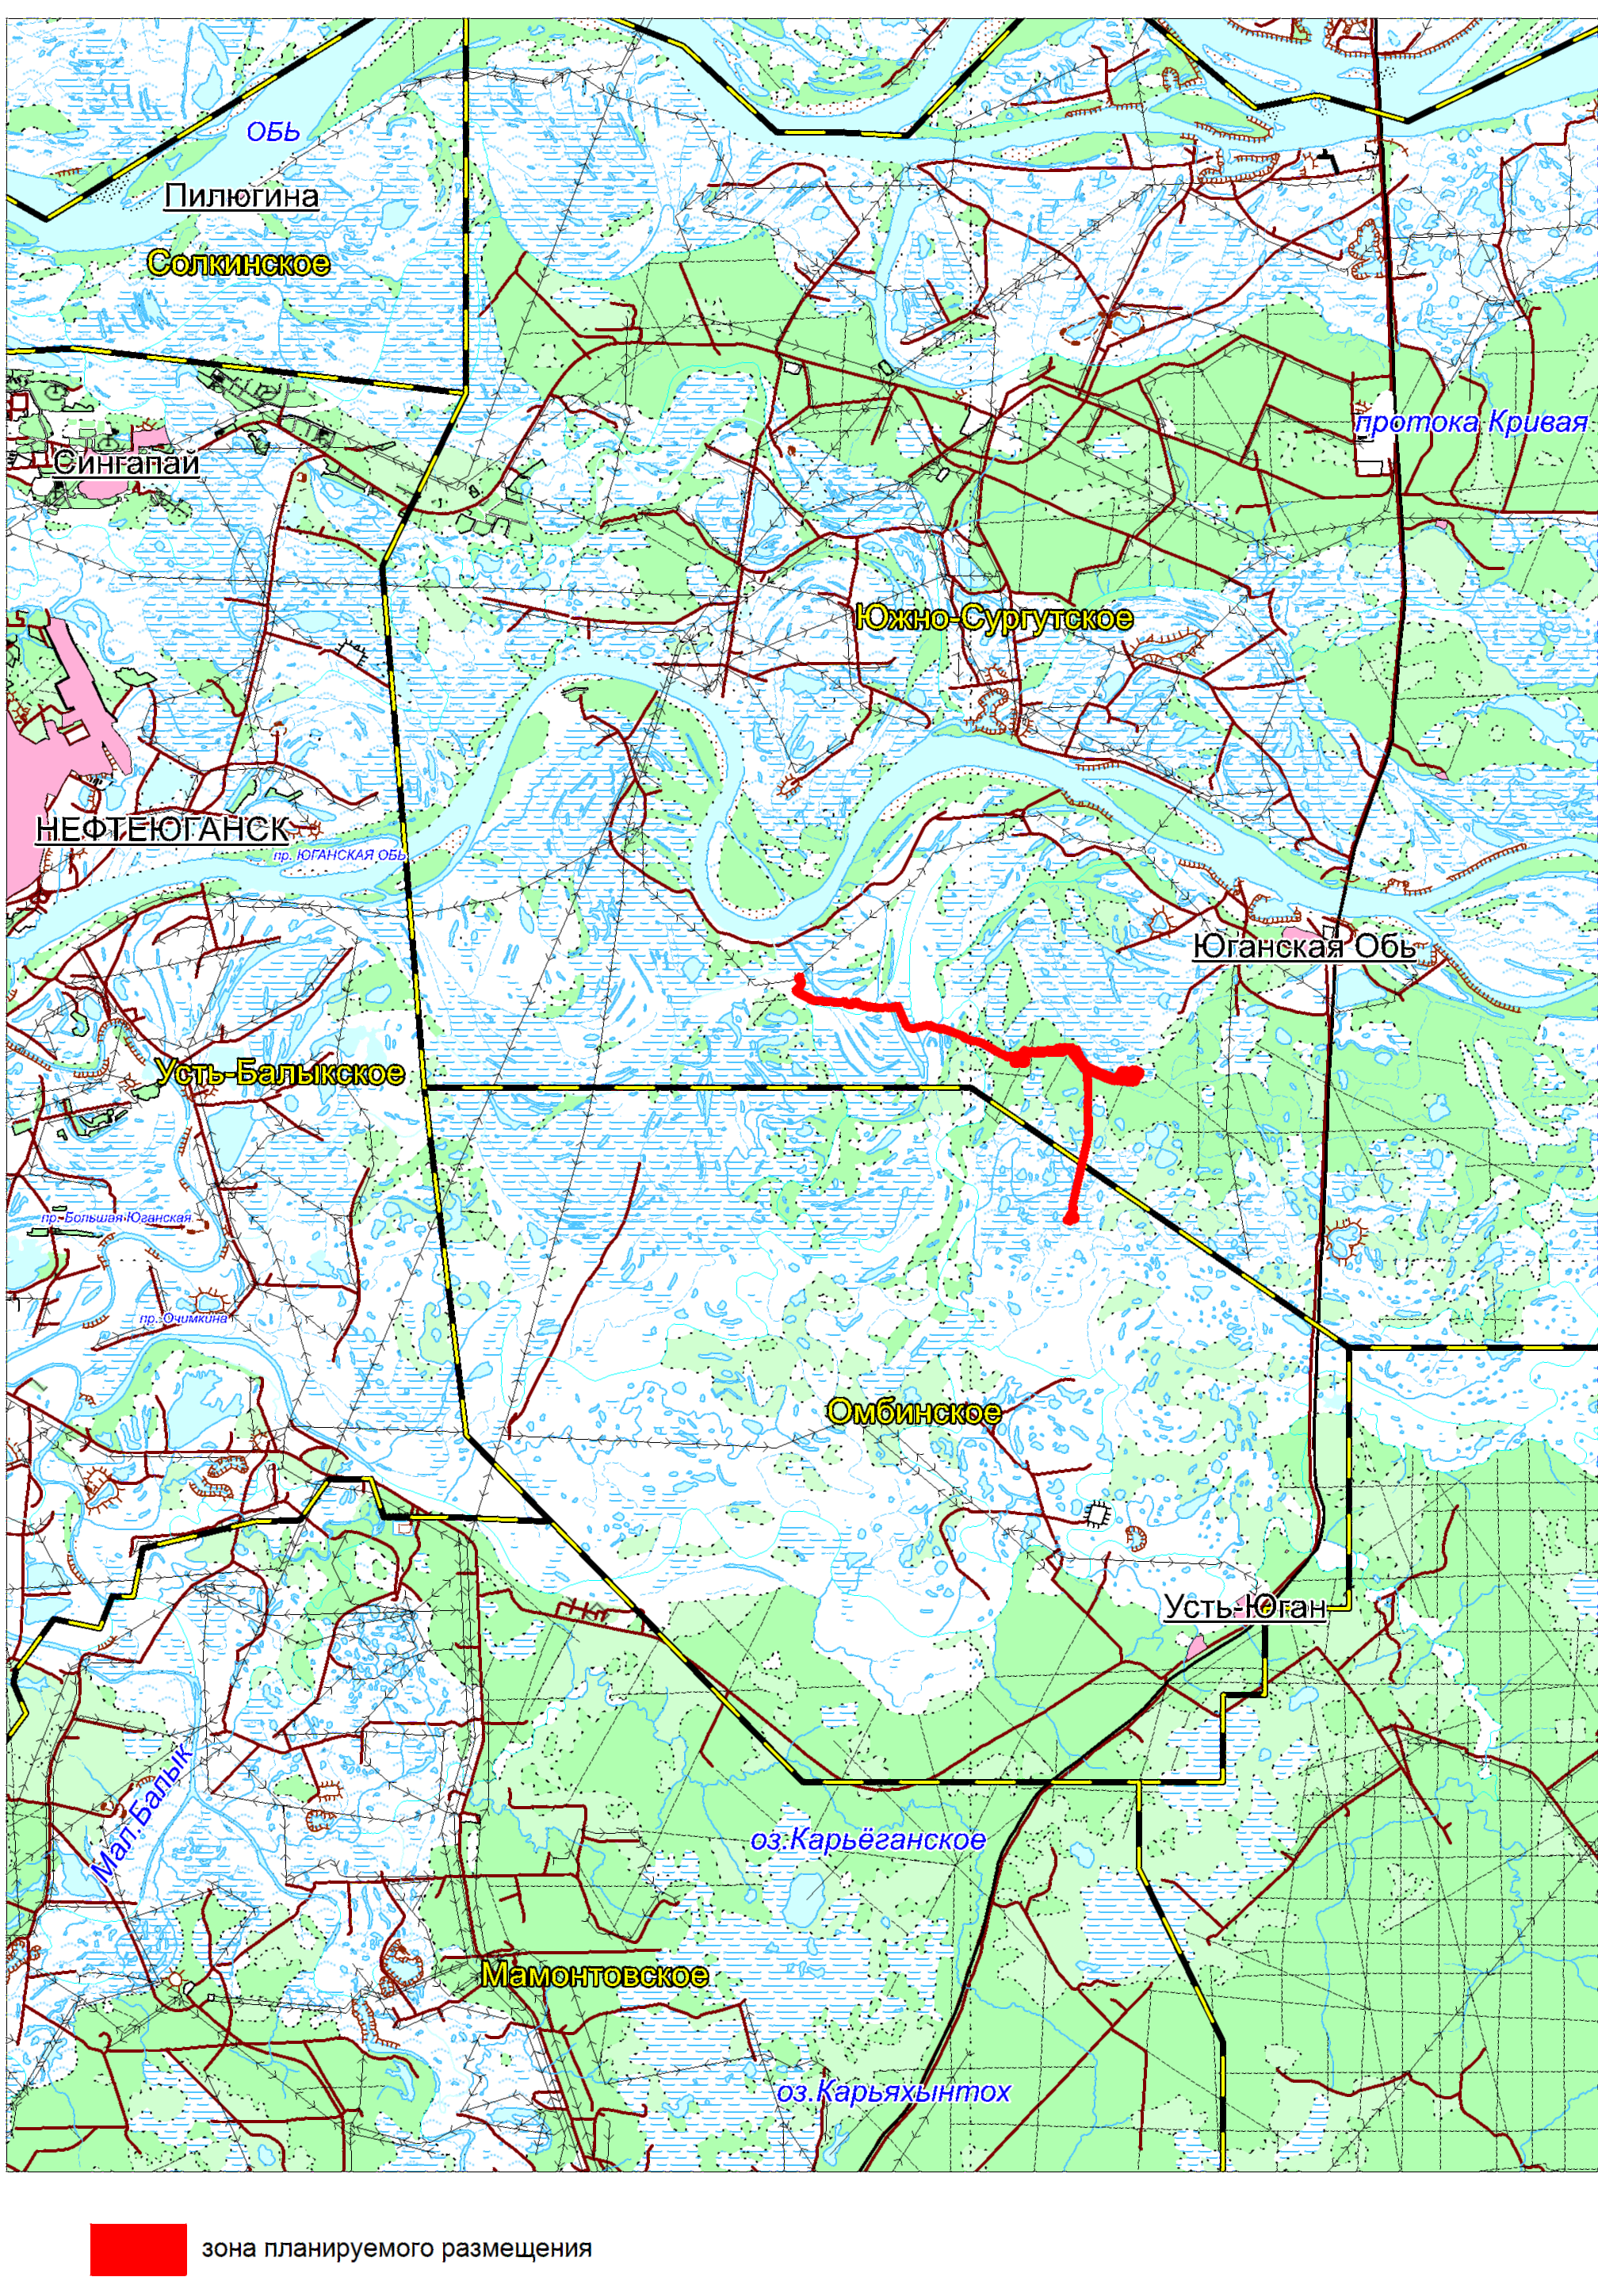 ОБЬ
Пилюгина
Солкинское
протока Кривая
Сингапай
Южно-Сургутское
НЕФТЕЮГАНСК
пр. ЮГАНСКАЯ ОБЬ
Юганская Обь
Усть-Балыкское
пр. Большая Юганская
пр. Очимкина
Омбинское
Усть-Юган
Мал.Балык
оз.Карьёганское
Мамонтовское
оз.Карьяхынтох
зона планируемого размещения